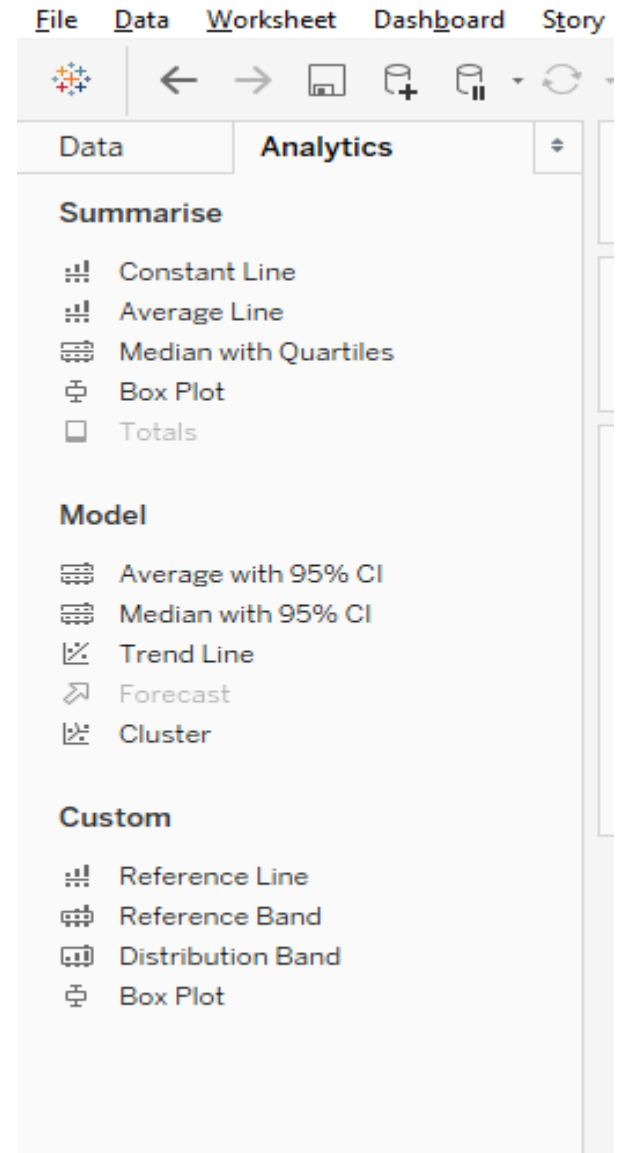 File Data Worksheet Dashboard Story
Data Analytics
Summarise
Constant Line
Average Line
Median with Quartiles
Box Plot
Totals
Model
Average with 95% CI
Median with 95% CI
Trend Line
Forecast
Cluster
Custom
Reference Line
Reference Band
Distribution Band
Box Plot